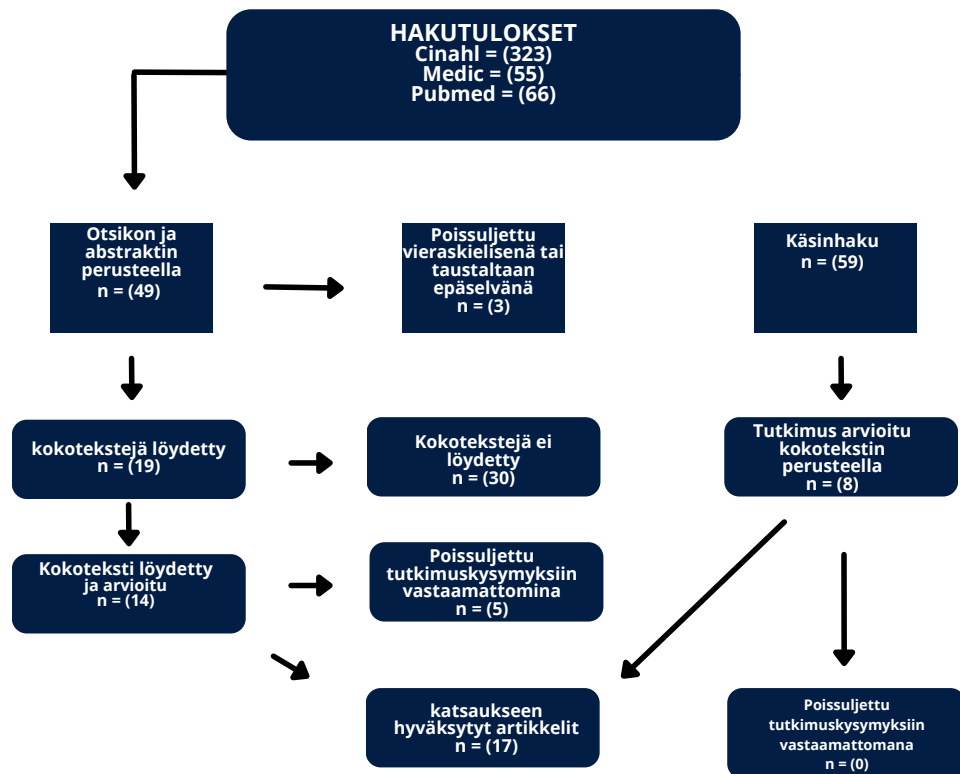 HAKUTULOKSET
Cinahl = (323)
Medic = (55)
Pubmed = (66)
Otsikon ja
abstraktin
perusteella
n = (49)
Poissuljettu
vieraskielisenä tai
taustaltaan
epäselvänä
n = (3)
Käsinhaku
n = (59)
kokotekstejä löydetty
n = (19)
Kokotekstejä ei
löydetty
n = (30)
Tutkimus arvioitu
kokotekstin
perusteella
n = (8)
Kokoteksti löydetty
ja arvioitu
n = (14)
Poissuljettu
tutkimuskysymyksiin
vastaamattomina
n = (5)
katsaukseen
hyväksytyt artikkelit
n = (17)
Poissuljettu
tutkimuskysymyksiin
vastaamattomana
n = (0)